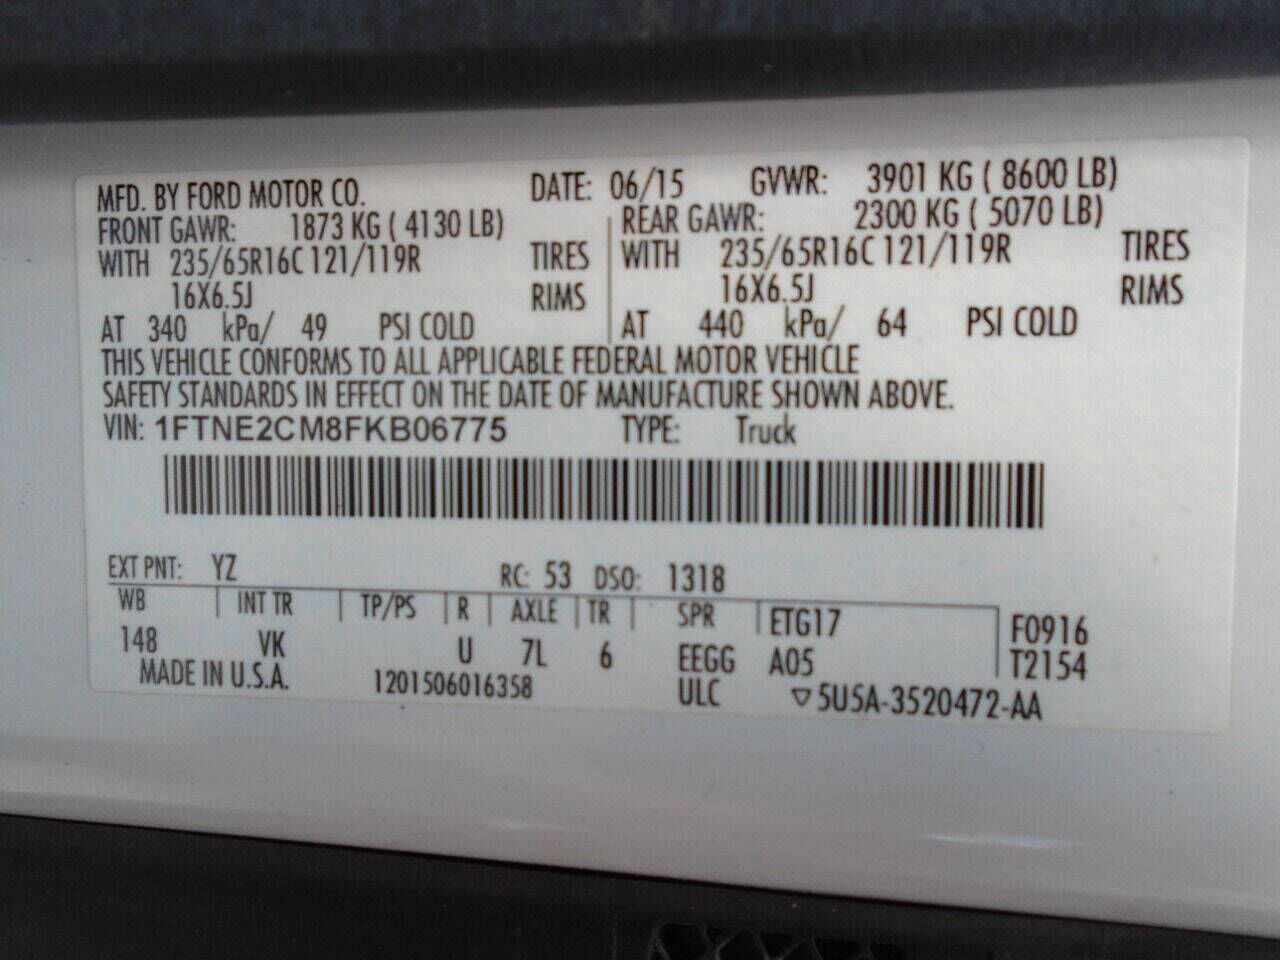 MFD. BY FORD MOTOR CO. DATE: 06/15 GVWR: 3901 KG ( 8600 LB)
FRONT GAWR: 1873 KG ( 4130 LB) REAR GAWR: 2300 KG ( 5070 LB)
WITH 235/65R16C 121/119R TIRES WITH 235/65R16C 121/119R TIRES
16X6.5J RIMS 16X6.5J RIMS
AT 340 kPa/ 49 PSI COLD AT 440 kPa/ 64 PSI COLD
THIS VEHICLE CONFORMS TO ALL APPLICABLE FEDERAL MOTOR VEHICLE
SAFETY STANDARDS IN EFFECT ON THE DATE OF MANUFACTURE SHOWN ABOVE.
VIN: 1FTNE2CM8FKB06775 TYPE: Truck
EXT PNT: YZ RC: 53 DSO: 1318
WB INT TR TP/PS R AXLE TR SPR ETG17 F0916
148 VK U 7L 6 EEGG A05 T2154
MADE IN U.S.A. 1201506016358 ULC ▽5U5A-3520472-AA